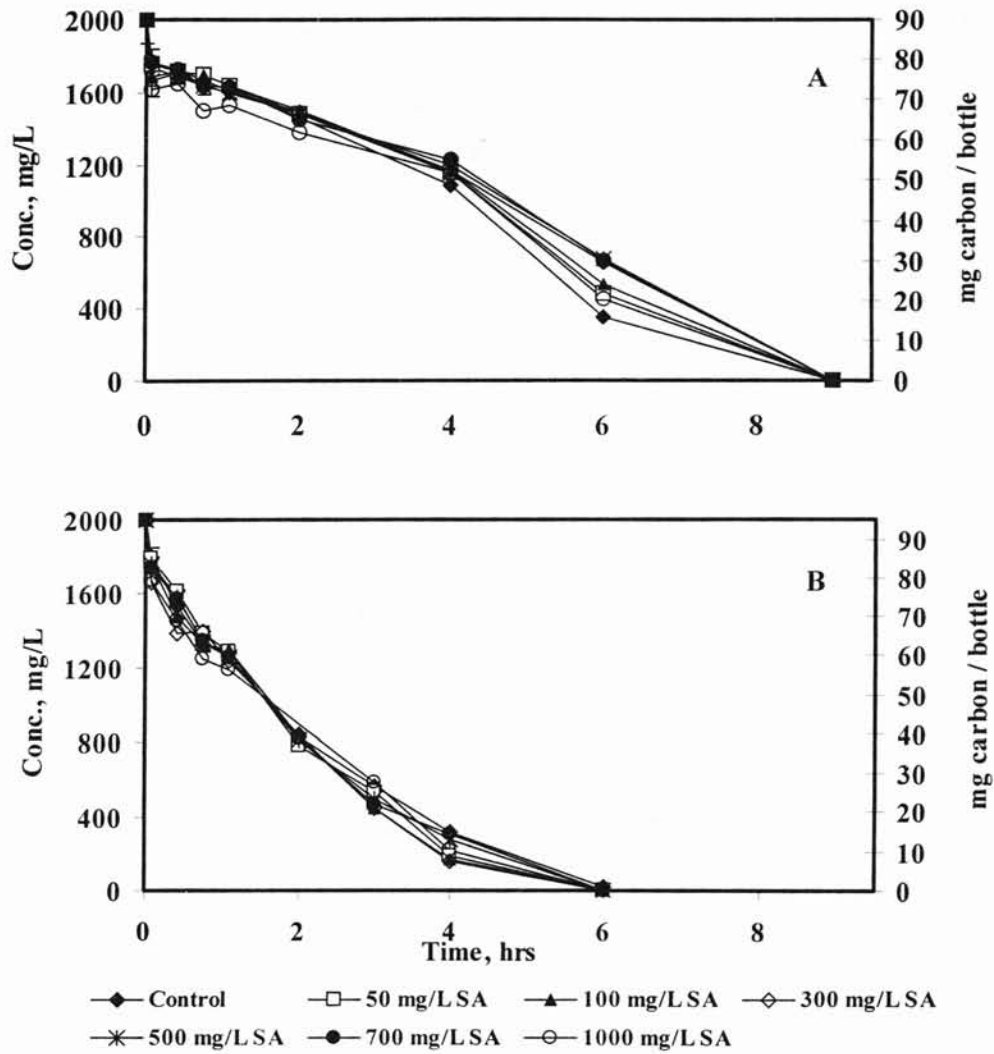 2000
1600
1200
800
400
0
Conc., mg/L
A
90
80
70
60
50
40
30
20
10
0
mg carbon / bottle
0 2 4 6 8
2000
1600
1200
800
400
0
Conc., mg/L
B
90
80
70
60
50
40
30
20
10
0
mg carbon / bottle
0 2 4 6 8
Time, hrs
Control 50 mg/L SA 100 mg/L SA 300 mg/L SA
500 mg/L SA 700 mg/L SA 1000 mg/L SA